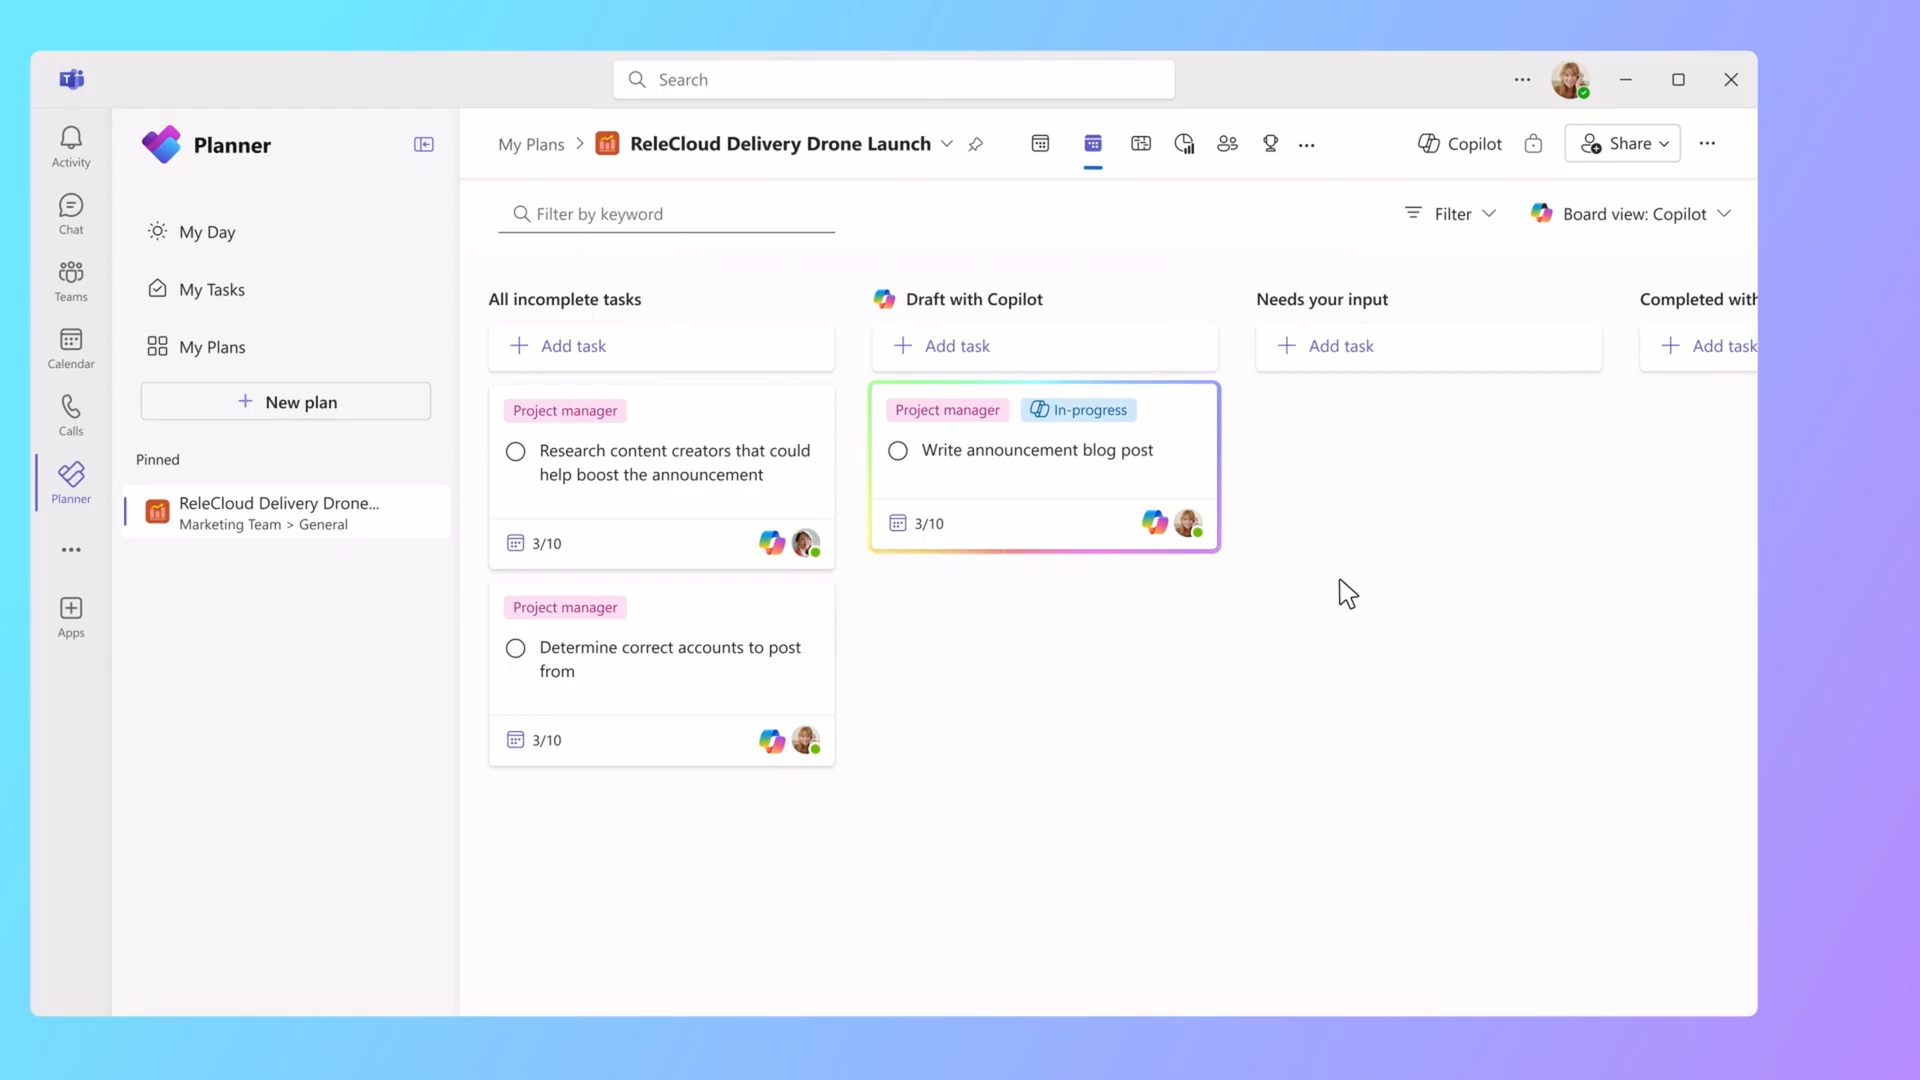 Search
Activity
Chat
Teams
Calendar
Calls
Planner
Apps
Planner
My Day
My Tasks
My Plans
New plan
Pinned
ReleCloud Delivery Drone...
Marketing Team > General
My Plans
ReleCloud Delivery Drone Launch
Copilot
Share
Filter by keyword
Filter
Board view: Copilot
All incomplete tasks
Add task
Project manager
Research content creators that could
help boost the announcement
3/10
Project manager
Determine correct accounts to post
from
3/10
Draft with Copilot
Add task
Project manager
In-progress
Write announcement blog post
3/10
Needs your input
Add task
Completed with
Add task